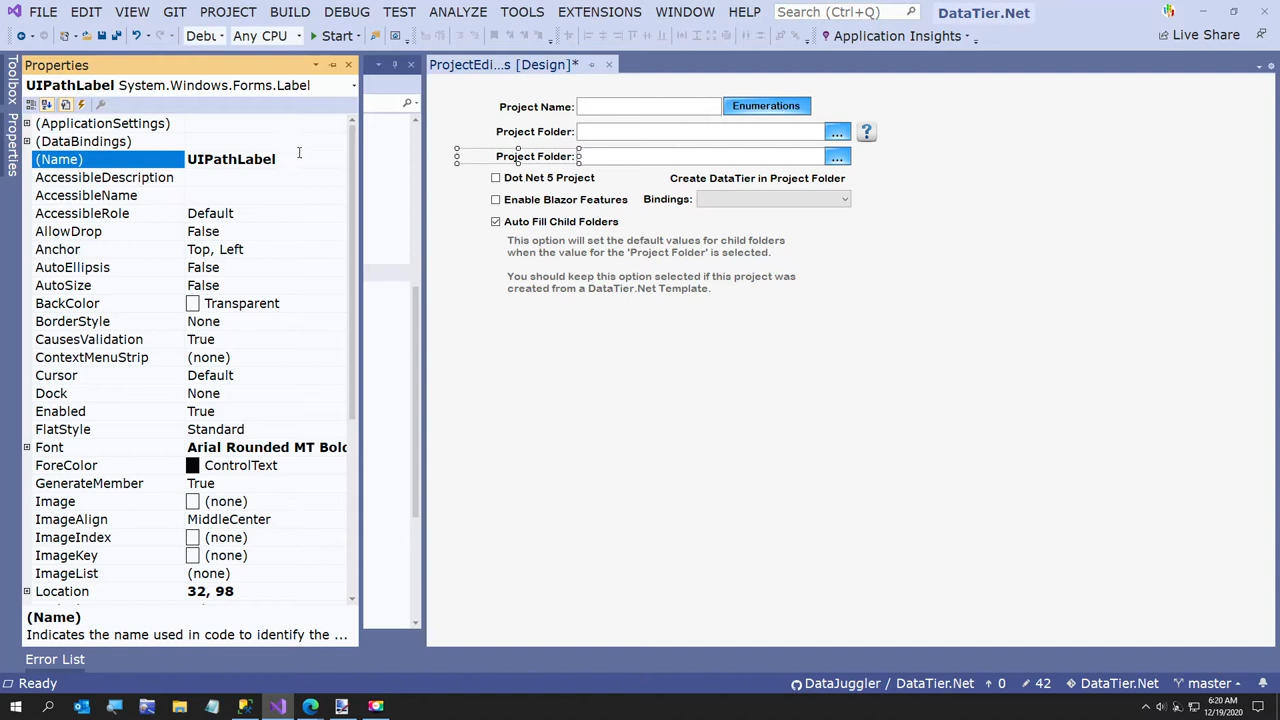 FILE EDIT VIEW GIT PROJECT BUILD DEBUG TEST ANALYZE TOOLS EXTENSIONS WINDOW HELP Search (Ctrl+Q) DataTier.Net
Debu Any CPU Start Application Insights Live Share
Toolbox
Properties
Properties
UIPathLabel System.Windows.Forms.Label
(ApplicationSettings)
(DataBindings)
(Name) UIPathLabel
AccessibleDescription
AccessibleName
AccessibleRole Default
AllowDrop False
Anchor Top, Left
AutoEllipsis False
AutoSize False
BackColor Transparent
BorderStyle None
CausesValidation True
ContextMenuStrip (none)
Cursor Default
Dock None
Enabled True
FlatStyle Standard
Font Arial Rounded MT Bold
ForeColor ControlText
GenerateMember True
Image (none)
ImageAlign MiddleCenter
ImageIndex (none)
ImageKey (none)
ImageList (none)
Location 32, 98
(Name)
Indicates the name used in code to identify the ...
ProjectEdi...s [Design]*
Project Name: Enumerations
Project Folder: ... ?
Project Folder: ...
Dot Net 5 Project Create DataTier in Project Folder
Enable Blazor Features Bindings:
Auto Fill Child Folders
This option will set the default values for child folders
when the value for the 'Project Folder' is selected.
You should keep this option selected if this project was
created from a DataTier.Net Template.
Error List
Ready DataJuggler / DataTier.Net 0 42 DataTier.Net master
6:20 AM
12/19/2020